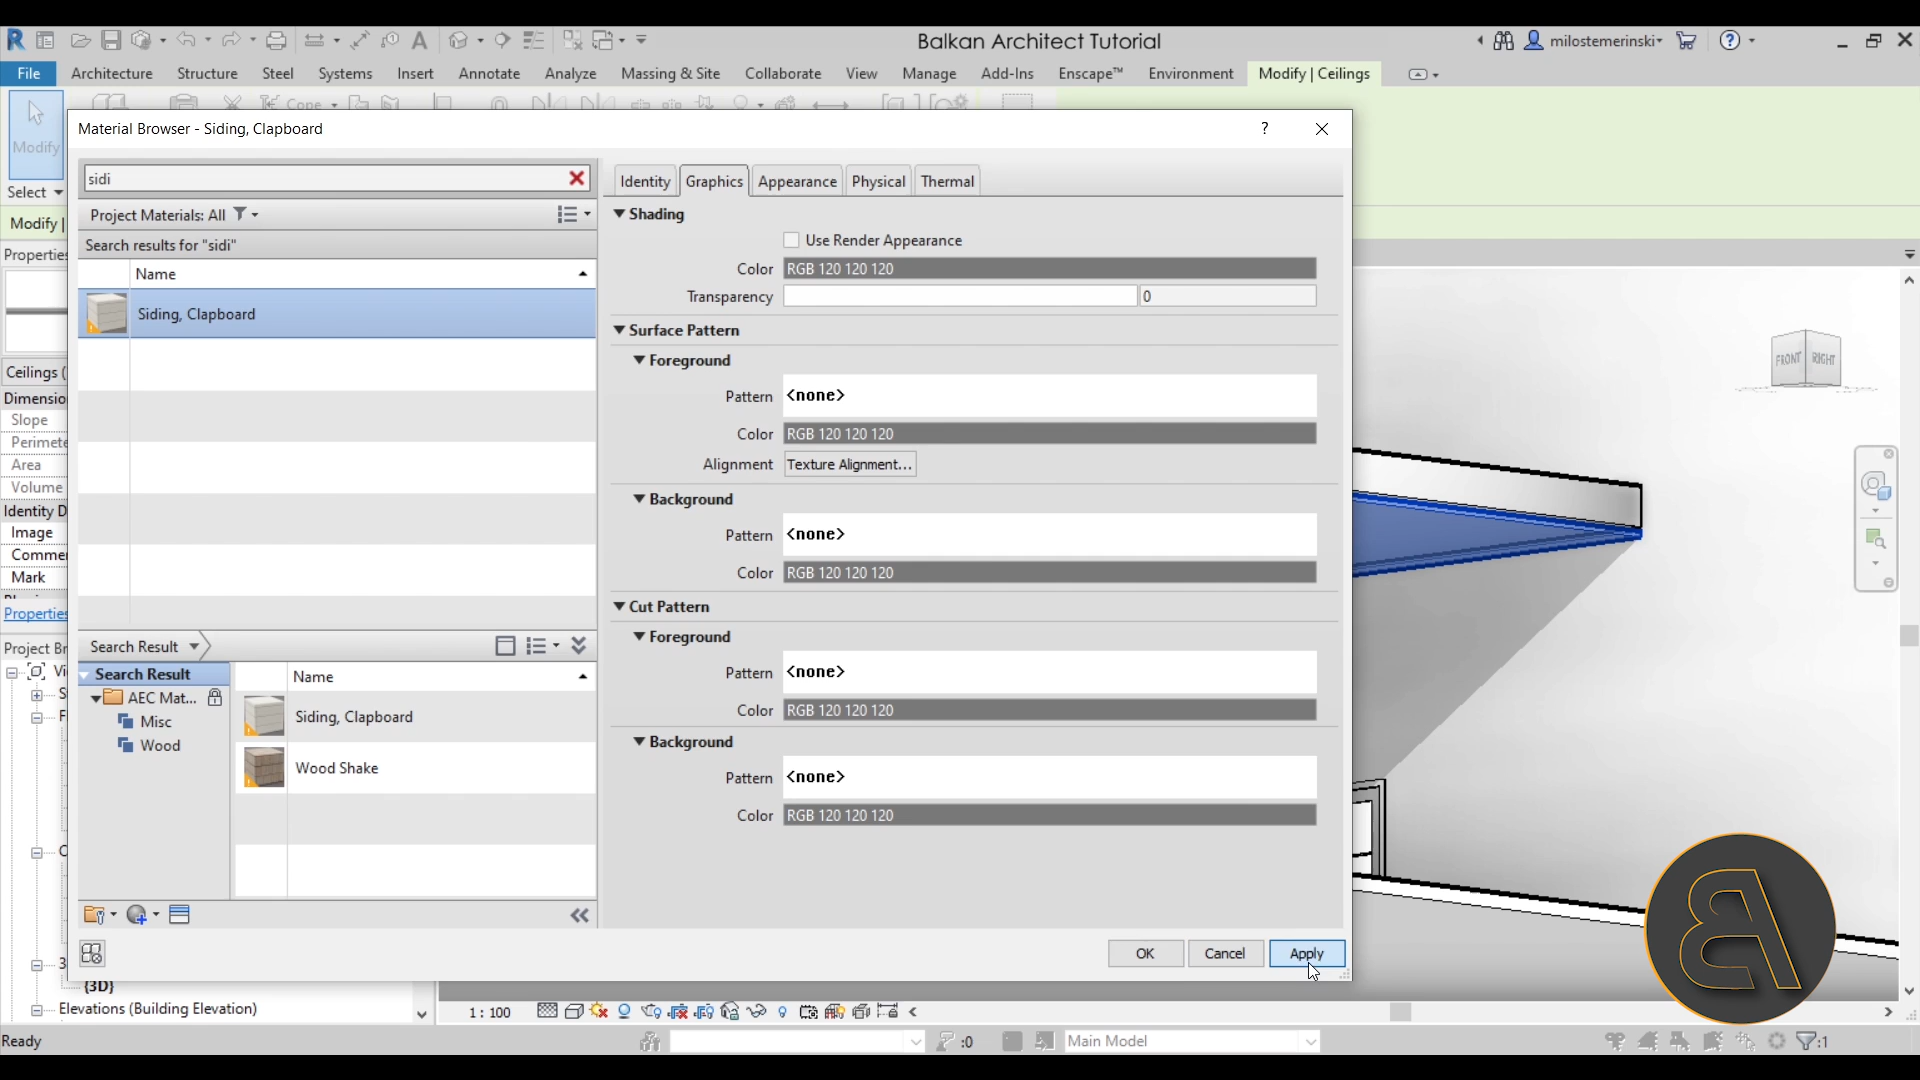 Balkan Architect Tutorial
milostemerinski
File
Architecture
Structure
Steel
Systems
Insert
Annotate
Analyze
Massing & Site
Collaborate
View
Manage
Add-Ins
Enscape™
Environment
Modify | Ceilings
Modify
Cope
Select
Material Browser - Siding, Clapboard
?
sidi
Project Materials: All
Search results for "sidi"
Name
Siding, Clapboard
Search Result
Search Result
AEC Mat...
Misc
Wood
Name
Siding, Clapboard
Wood Shake
Identity
Graphics
Appearance
Physical
Thermal
Shading
Use Render Appearance
Color RGB 120 120 120
Transparency 0
Surface Pattern
Foreground
Pattern <none>
Color RGB 120 120 120
Alignment Texture Alignment...
Background
Pattern <none>
Color RGB 120 120 120
Cut Pattern
Foreground
Pattern <none>
Color RGB 120 120 120
Background
Pattern <none>
Color RGB 120 120 120
OK
Cancel
Apply
Modify |
Properties
Ceilings (
Dimensio
Slope
Perimete
Area
Volume
Identity D
Image
Commer
Mark
Properties
Project Br
{3D}
Elevations (Building Elevation)
FRONT
RIGHT
1 : 100
Ready
:0
Main Model
:1